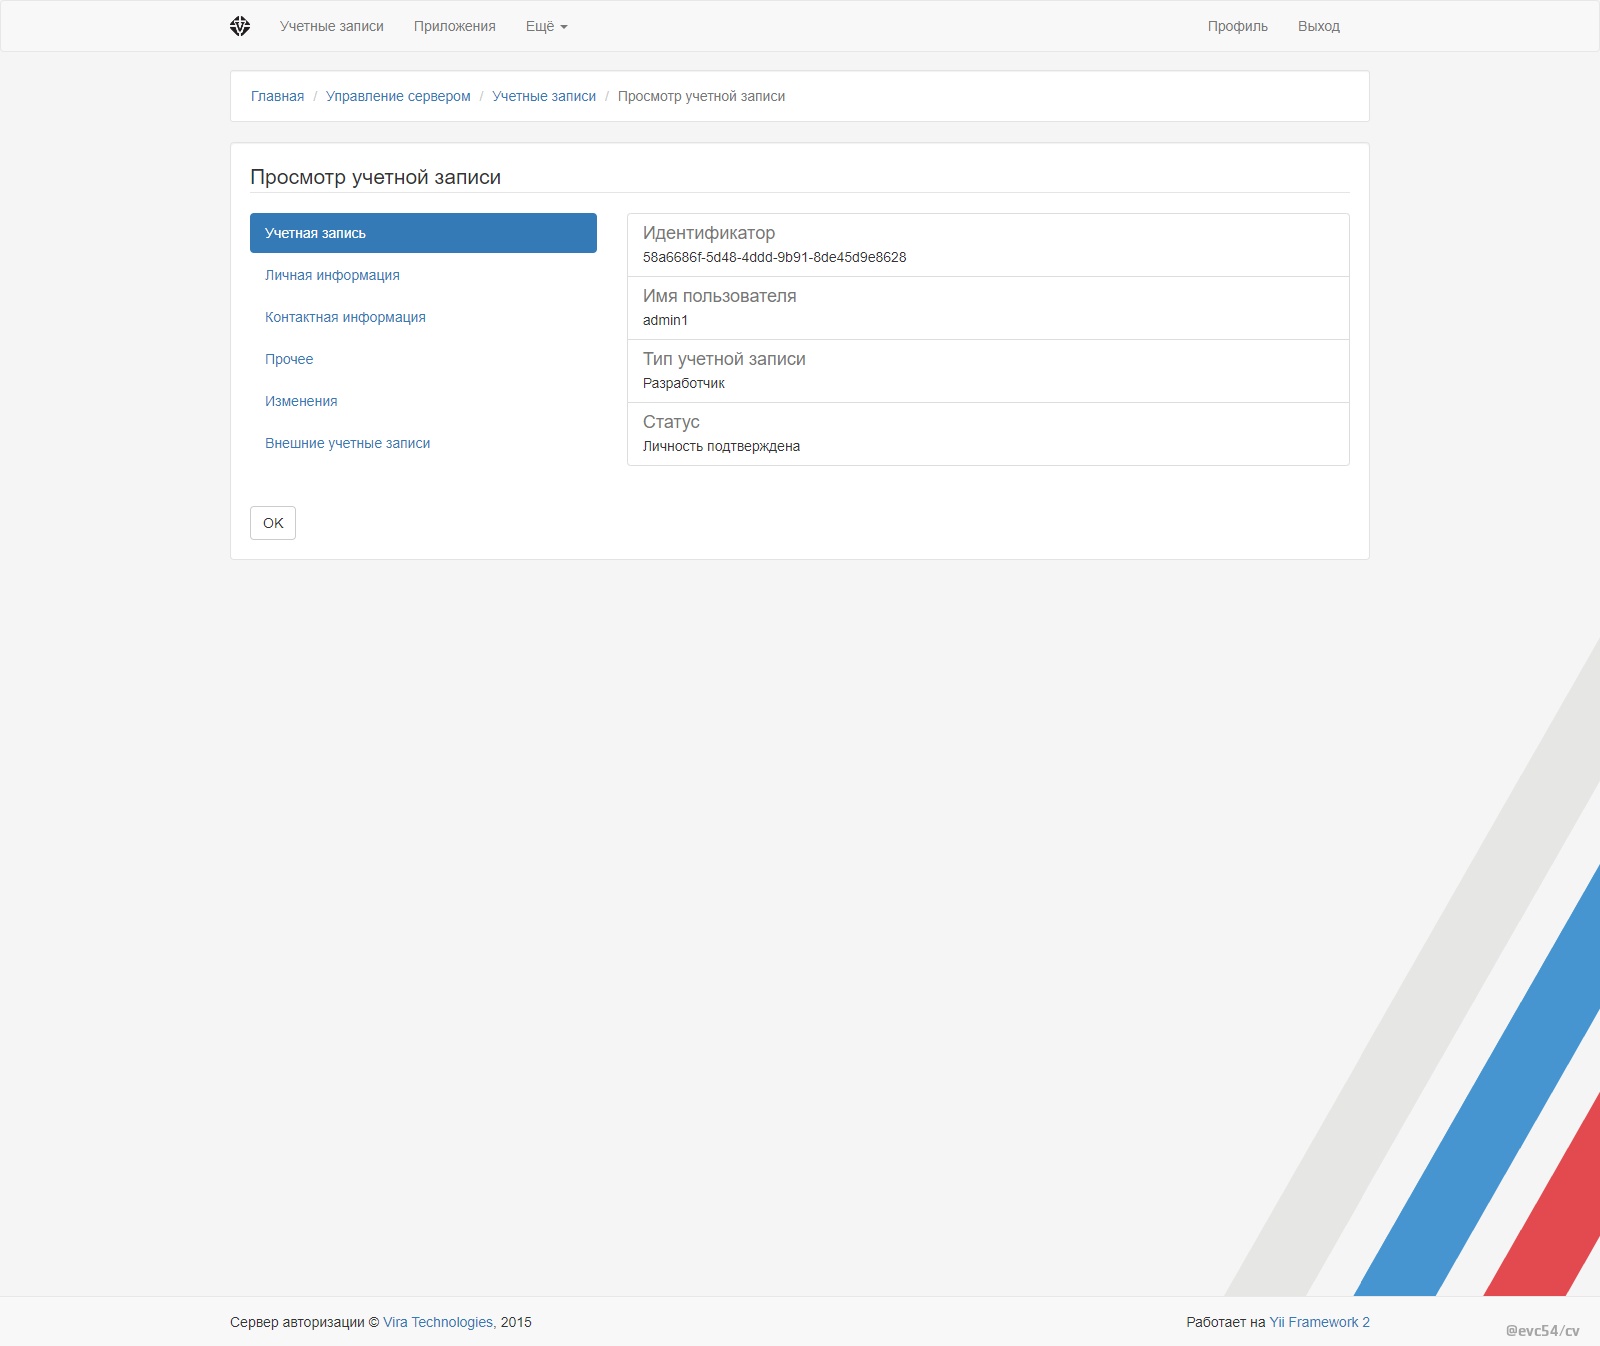 Учетные записи Приложения Ещё Профиль Выход
Главная / Управление сервером / Учетные записи / Просмотр учетной записи
Просмотр учетной записи
Учетная запись
Личная информация
Контактная информация
Прочее
Изменения
Внешние учетные записи
Идентификатор
58a6686f-5d48-4ddd-9b91-8de45d9e8628
Имя пользователя
admin1
Тип учетной записи
Разработчик
Статус
Личность подтверждена
OK
Сервер авторизации © Vira Technologies, 2015 Работает на Yii Framework 2
@evc54/cv